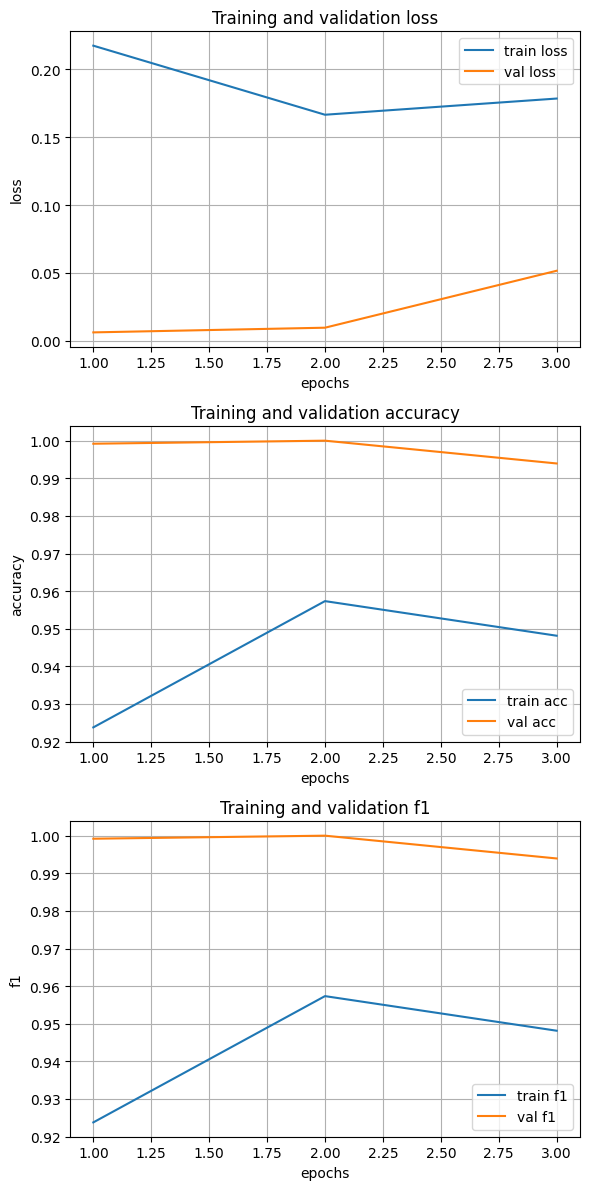 Training and validation loss
train loss
val loss
0.20
0.15
0.10
0.05
0.00
loss
1.00 1.25 1.50 1.75 2.00 2.25 2.50 2.75 3.00
epochs
Training and validation accuracy
1.00
0.99
0.98
0.97
0.96
0.95
0.94
0.93
0.92
accuracy
train acc
val acc
1.00 1.25 1.50 1.75 2.00 2.25 2.50 2.75 3.00
epochs
Training and validation f1
1.00
0.99
0.98
0.97
0.96
0.95
0.94
0.93
0.92
f1
train f1
val f1
1.00 1.25 1.50 1.75 2.00 2.25 2.50 2.75 3.00
epochs